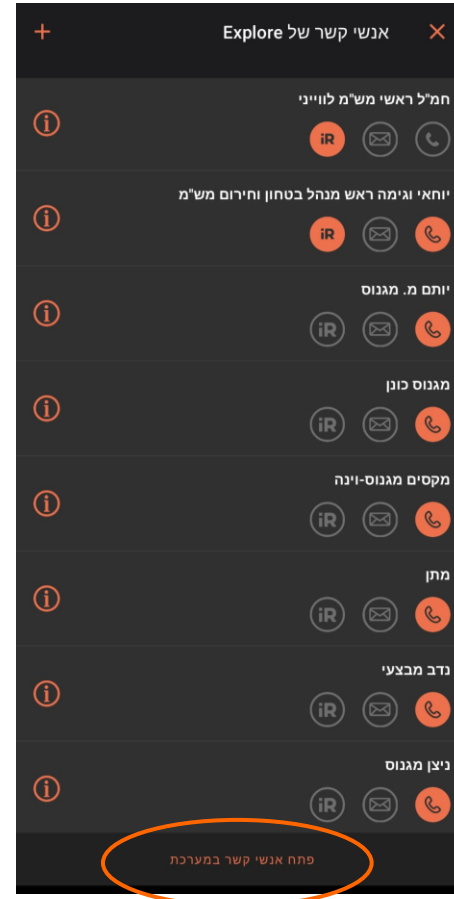 אנשי קשר של Explore
חמ"ל ראשי מש"מ לווייני
iR
יוחאי וגימה ראש מנהל בטחון וחירום מש"מ
iR
יותם מ. מגנוס
iR
מגנוס כונן
iR
מקסים מגנוס-וינה
iR
מתן
iR
נדב מבצעי
iR
ניצן מגנוס
iR
פתח אנשי קשר במערכת